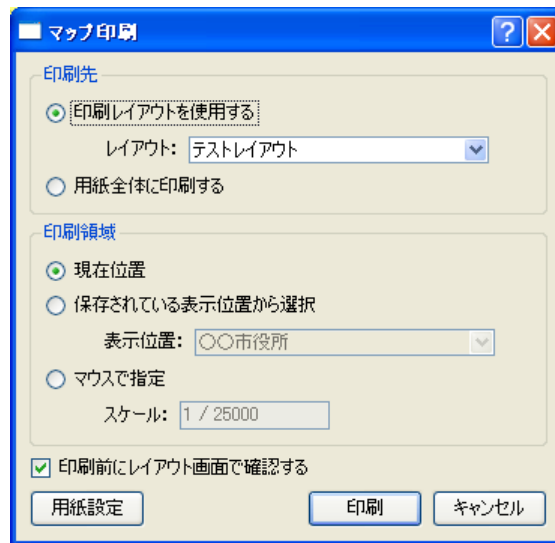 マップ印刷
印刷先
印刷レイアウトを使用する
レイアウト: テストレイアウト
用紙全体に印刷する
印刷領域
現在位置
保存されている表示位置から選択
表示位置: 〇〇市役所
マウスで指定
スケール: 1 / 25000
印刷前にレイアウト画面で確認する
用紙設定 印刷 キャンセル